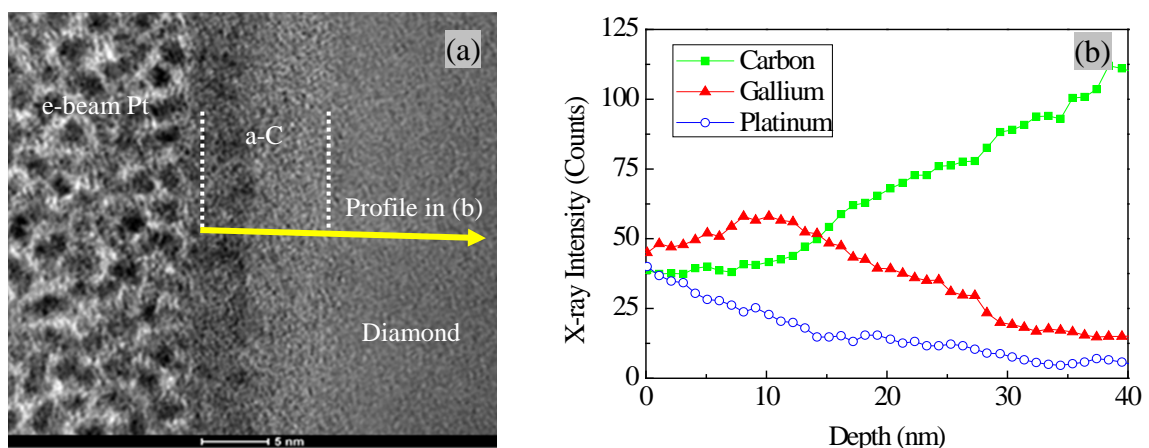 (a)
e-beam Pt
a-C
Profile in (b)
Diamond
5 nm
(b)
Carbon
Gallium
Platinum
X-ray Intensity (Counts)
125
100
75
50
25
0
0 10 20 30 40
Depth (nm)